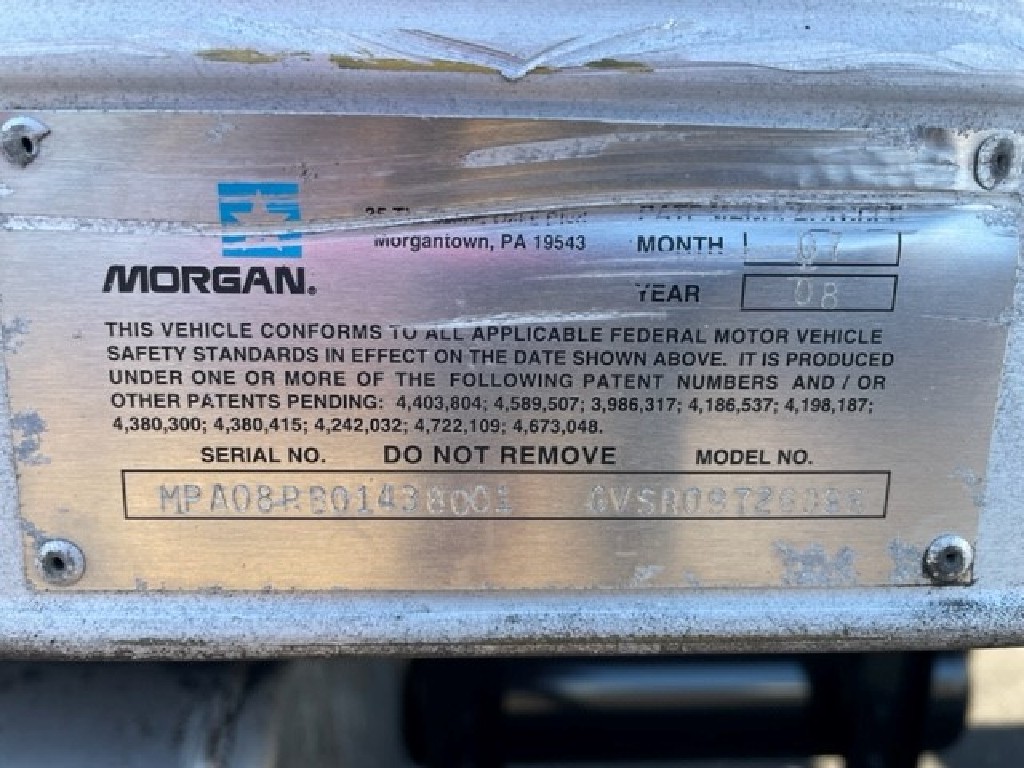 Morgantown, PA 19543
MONTH 07
MORGAN.
YEAR 08
THIS VEHICLE CONFORMS TO ALL APPLICABLE FEDERAL MOTOR VEHICLE
SAFETY STANDARDS IN EFFECT ON THE DATE SHOWN ABOVE. IT IS PRODUCED
UNDER ONE OR MORE OF THE FOLLOWING PATENT NUMBERS AND / OR
OTHER PATENTS PENDING: 4,403,804; 4,589,507; 3,986,317; 4,186,537; 4,198,187;
4,380,300; 4,380,415; 4,242,032; 4,722,109; 4,673,048.
SERIAL NO. DO NOT REMOVE MODEL NO.